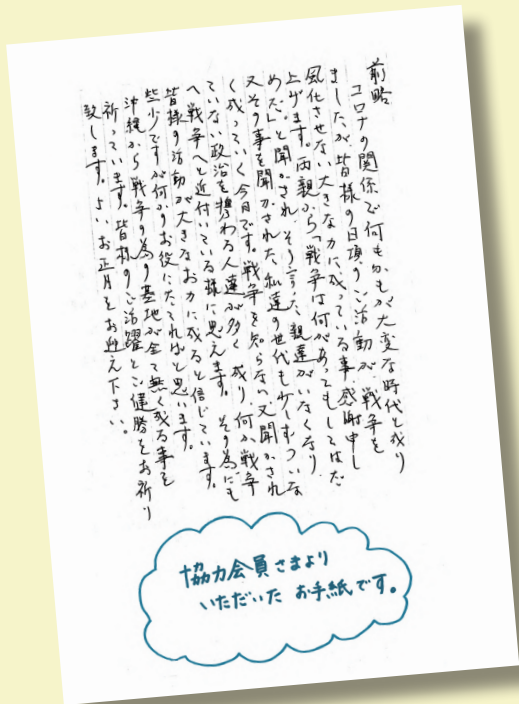 前略
コロナの関係で何もかもが大変な時代と成り
ましたが、皆様の日頃のご活動が、戦争を
風化させない大きな力に成っている事、感謝申し
上げます。両親から「戦争は何があってもしてはだ
めだ」と聞かされ、そう言った親達がいなくなり、
又その事を聞かされた私達の世代も少しずついな
く成っていく今日です。戦争を知らない、又聞かされ
ていない政治を携わる人達が多く成り、何か戦争
へ戦争へと近付いている様に思えます。その為にも
皆様の活動が大きなお力に成ると信じています。
些少ですが何かのお役にたてればと思います。
沖縄から戦争の為の基地が全て無く成る事を
祈っています。皆様のご活躍とご健勝をお祈り
致します。よいお正月をお迎え下さい。
協力会員さまより
いただいた お手紙です。